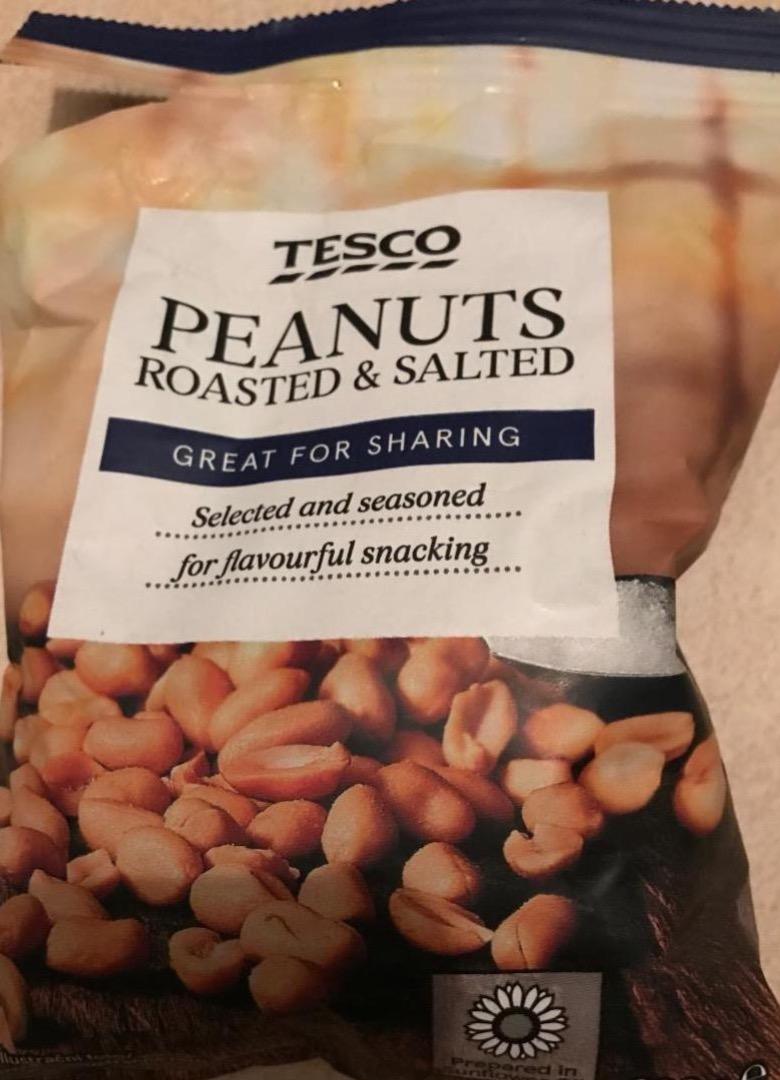 TESCO
PEANUTS
ROASTED & SALTED
GREAT FOR SHARING
Selected and seasoned
for flavourful snacking
Prepared in